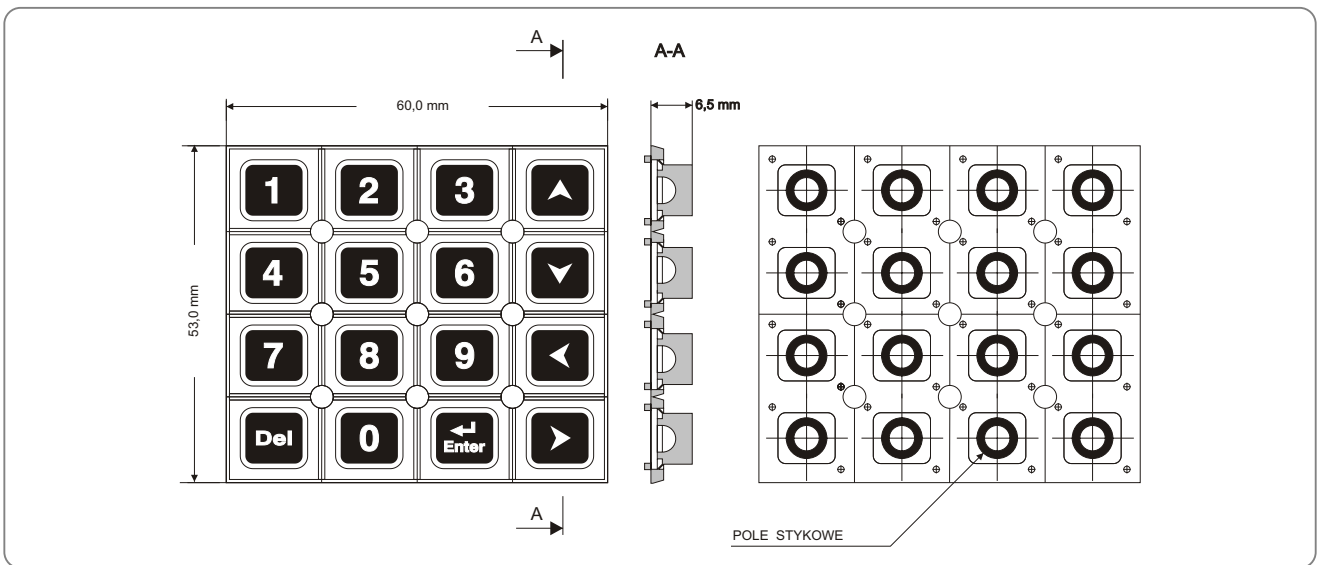 A
A-A
60,0 mm
6,5 mm
53,0 mm
1 2 3
4 5 6
7 8 9
Del 0 Enter
A
POLE STYKOWE